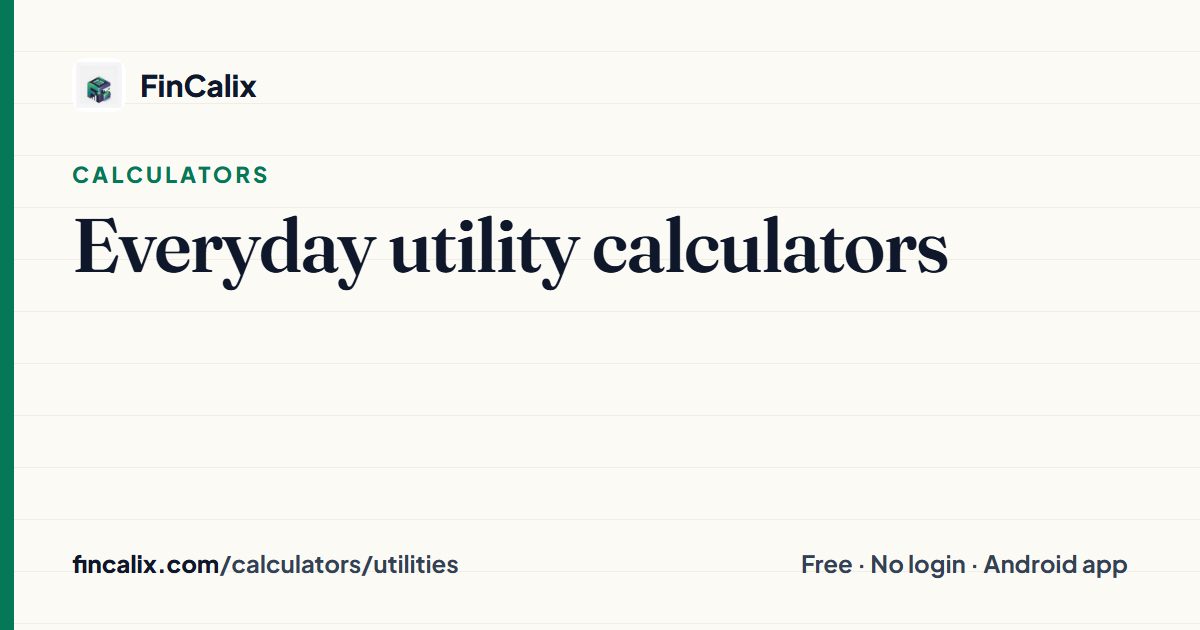 FinCalix
CALCULATORS
Everyday utility calculators
fincalix.com/calculators/utilities
Free · No login · Android app